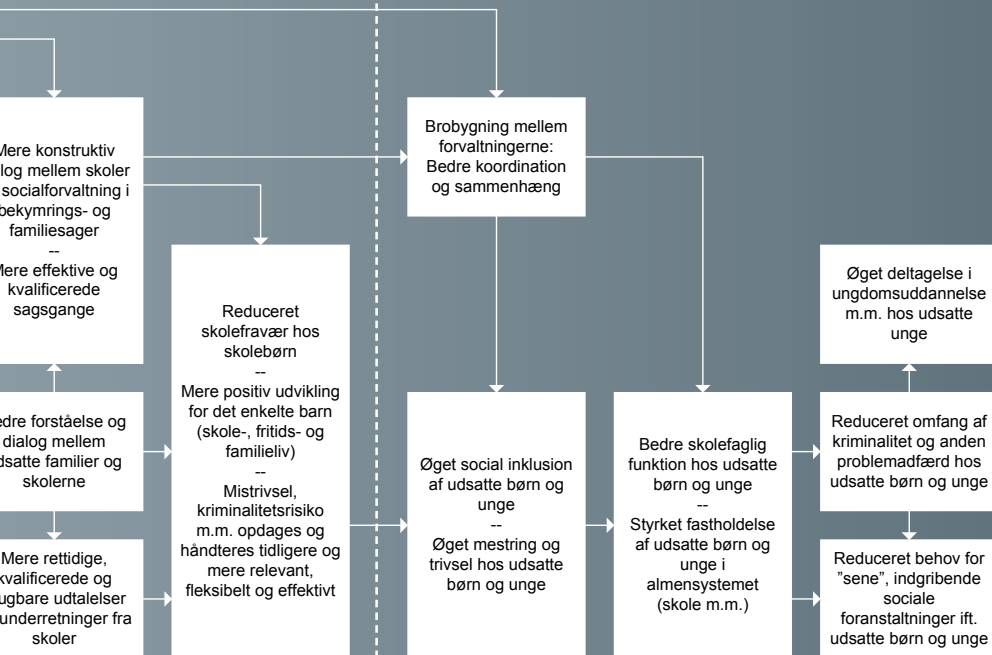 Mere konstruktiv
dialog mellem skoler
socialforvaltning i
bekymrings- og
familiesager
--
Mere effektive og
kvalificerede
sagsgange
Bedre forståelse og
dialog mellem
udsatte familier og
skolerne
Mere rettidige,
kvalificerede og
udtalelser
underretninger fra
skoler
Reduceret
skolefravær hos
skolebørn
--
Mere positiv udvikling
for det enkelte barn
(skole-, fritids- og
familieliv)
--
Mistrivsel,
kriminalitetsrisiko
m.m. opdages og
håndteres tidligere og
mere relevant,
fleksibelt og effektivt
Brobygning mellem
forvaltningerne:
Bedre koordination
og sammenhæng
Øget social inklusion
af udsatte børn og
unge
--
Øget mestring og
trivsel hos udsatte
børn og unge
Bedre skolefaglig
funktion hos udsatte
børn og unge
--
Styrket fastholdelse
af udsatte børn og
unge i
almensystemet
(skole m.m.)
Øget deltagelse i
ungdomsuddannelse
m.m. hos udsatte
unge
Reduceret omfang af
kriminalitet og anden
problemadfærd hos
udsatte børn og unge
Reduceret behov for
”sene”, indgribende
sociale
foranstaltninger ift.
udsatte børn og unge